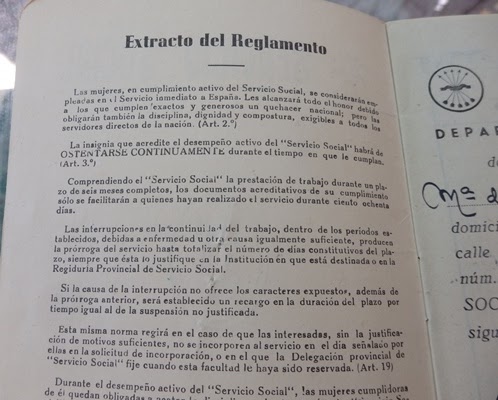 Extracto del Reglamento
Las mujeres, en cumplimiento activo del Servicio Social, se considerarán em-
pleadas en el Servicio inmediato a España. Les alcanzará todo el honor debido
a los que cumplen exactos y generosos un quehacer nacional; pero les
obligarán también la disciplina, dignidad y compostura, exigibles a todos los
servidores directos de la nación. (Art. 2.º)
La insignia que acredite el desempeño activo del "Servicio Social" habrá de
OSTENTARSE CONTINUAMENTE durante el tiempo en que le cumplan.
(Art. 3.º)
Comprendiendo el "Servicio Social" la prestación de trabajo durante un pla-
zo de seis meses completos, los documentos acreditativos de su cumplimiento
sólo se facilitarán a quienes hayan realizado el servicio durante ciento ochenta
días.
Las interrupciones en la continuidad del trabajo, dentro de los períodos es-
tablecidos, debidas a enfermedad u otra causa igualmente suficiente, producen
la prórroga del servicio hasta totalizar el número de días constitutivos del pla-
zo, siempre que ésta lo justifique en la Institución en que está destinada o en la
Regiduría Provincial de Servicio Social.
Si la causa de la interrupción no ofrece los caracteres expuestos, además de
la prórroga anterior, será establecido un recargo en la duración del plazo por
tiempo igual al de la suspensión no justificada.
Esta misma norma regirá en el caso de que las interesadas, sin la justifica-
ción de motivos suficientes, no se incorporen al servicio en el día señalado por
ellas en la solicitud de incorporación, o en el que la Delegación provincial de
"Servicio Social" fije cuando esta facultad le haya sido reservada. (Art. 19)
Durante el desempeño activo del "Servicio Social", las mujeres cumplidoras
de él quedan obligadas a
DEPAR
d
Mª d
domici
calle
núm.
SOC
sigu